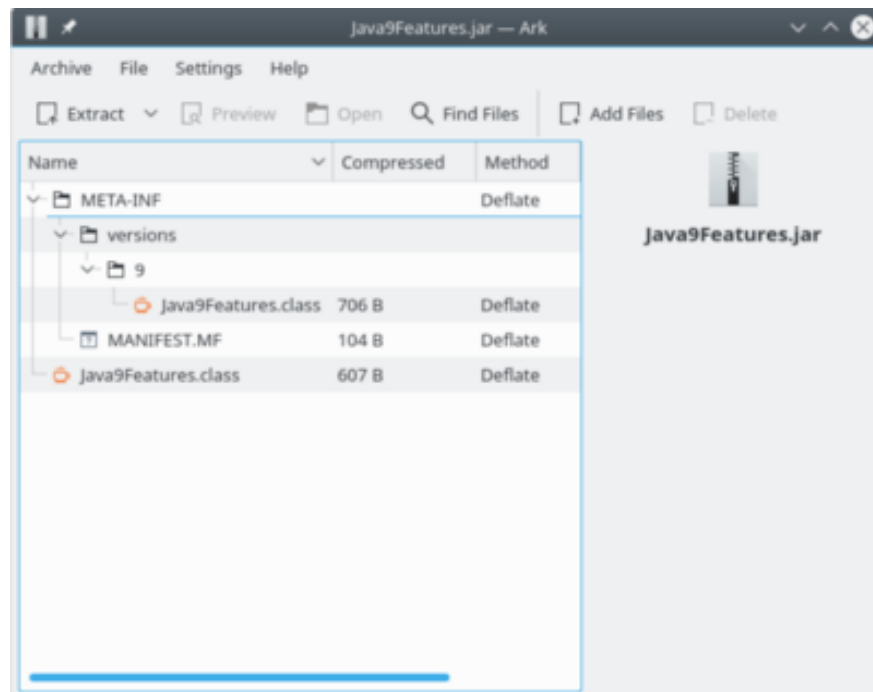 Java9Features.jar — Ark
Archive File Settings Help
Extract Preview Open Find Files Add Files Delete
Name Compressed Method
META-INF Deflate
versions
Java9Features.jar
9
Java9Features.class 706 B Deflate
MANIFEST.MF 104 B Deflate
Java9Features.class 607 B Deflate